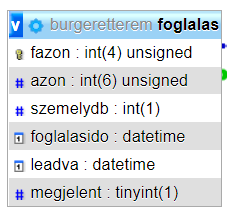 v burgeretterem foglalas
fazon : int(4) unsigned
azon : int(6) unsigned
szemelydb : int(1)
foglalasido : datetime
leadva : datetime
megjelent : tinyint(1)